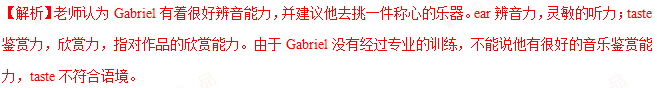 【解析】老师认为 Gabriel 有着很好辨音能力，并建议他去挑一件称心的乐器。ear 辨音力，灵敏的听力；taste
鉴赏力，欣赏力，指对作品的欣赏能力。由于 Gabriel 没有经过专业的训练，不能说他有很好的音乐鉴赏能
力，taste 不符合语境。